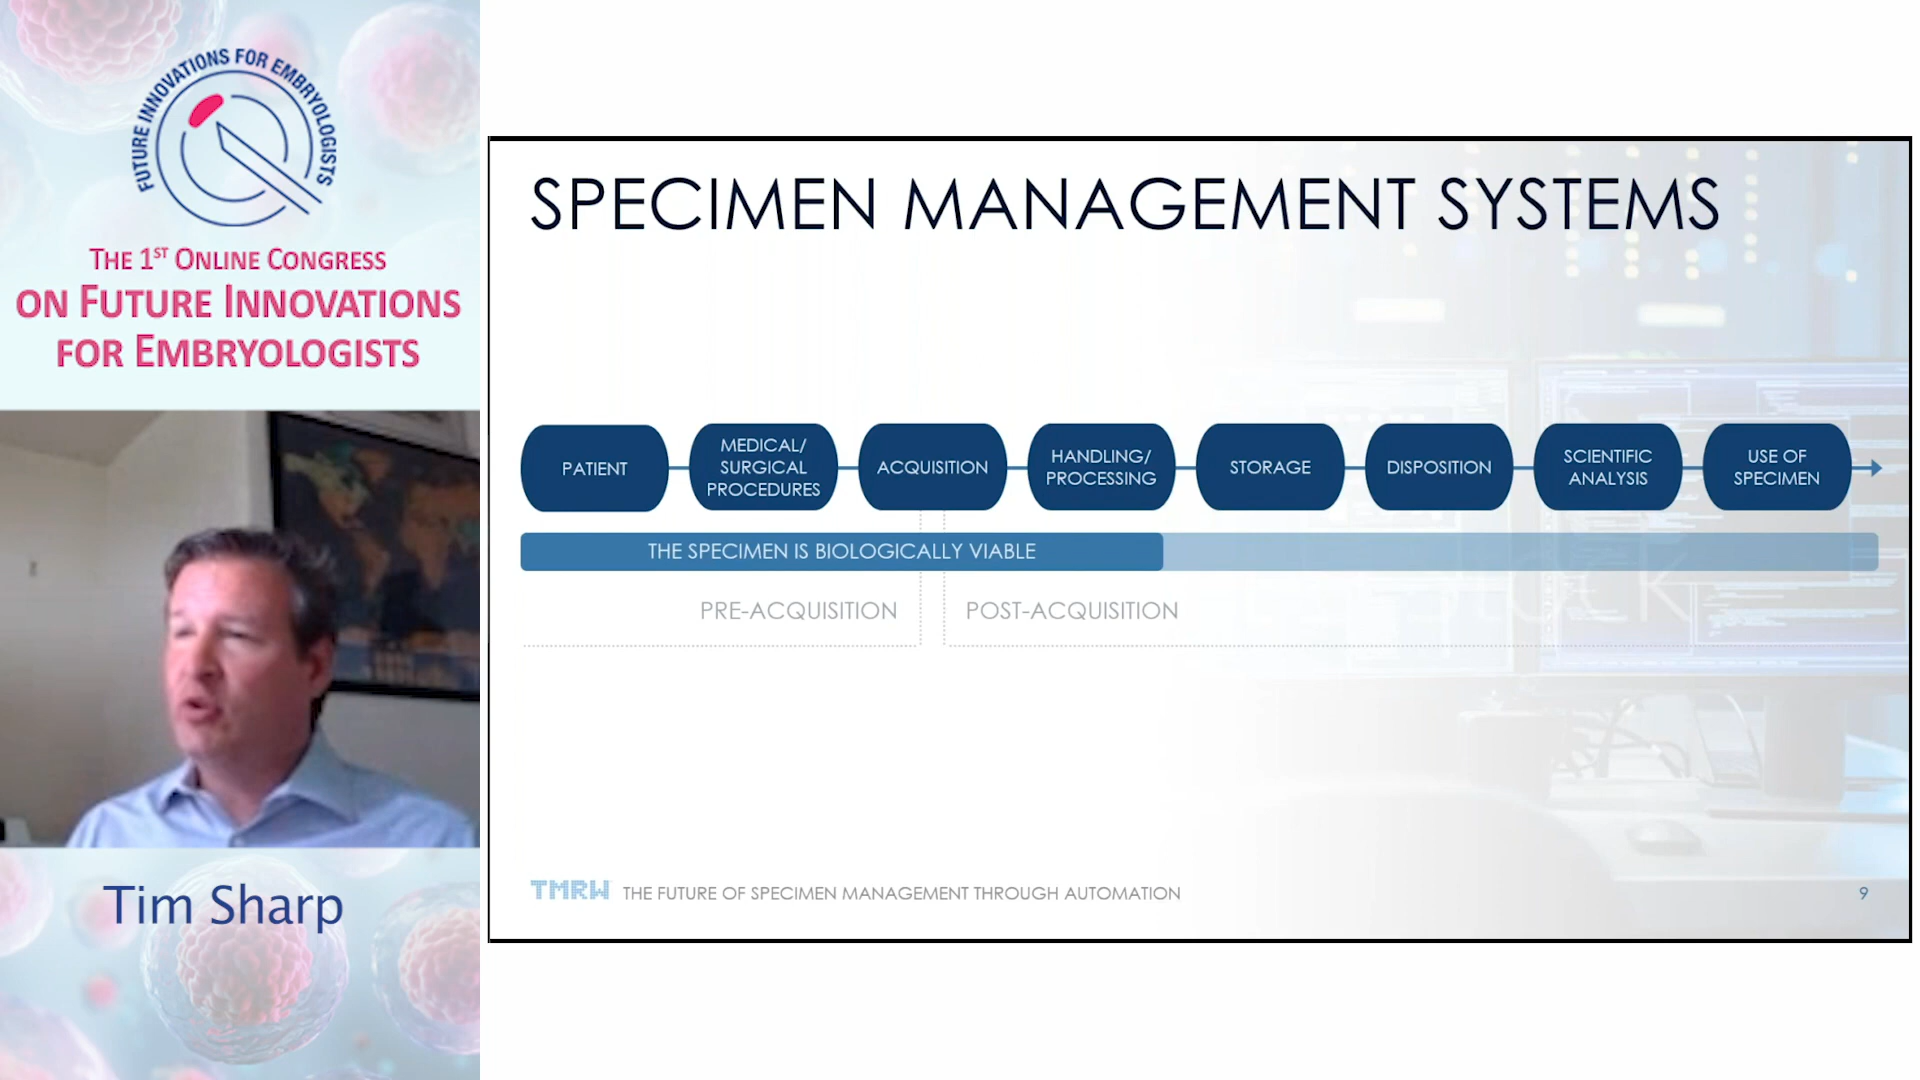 FUTURE INNOVATIONS FOR EMBRYOLOGISTS
THE 1ST ONLINE CONGRESS
ON FUTURE INNOVATIONS
FOR EMBRYOLOGISTS
Tim Sharp
SPECIMEN MANAGEMENT SYSTEMS
PATIENT
MEDICAL/
SURGICAL
PROCEDURES
ACQUISITION
HANDLING/
PROCESSING
STORAGE
DISPOSITION
SCIENTIFIC
ANALYSIS
USE OF
SPECIMEN
THE SPECIMEN IS BIOLOGICALLY VIABLE
PRE-ACQUISITION
POST-ACQUISITION
TMRW THE FUTURE OF SPECIMEN MANAGEMENT THROUGH AUTOMATION
9